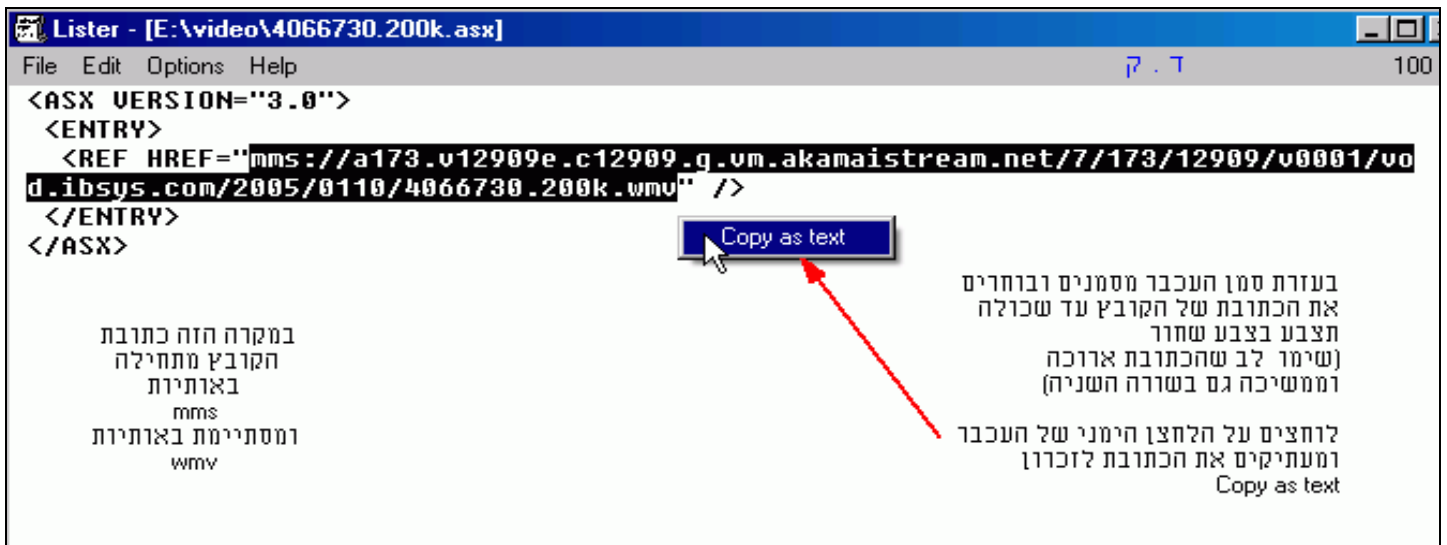 Lister - [E:\video\4066730.200k.asx]
File Edit Options Help ד . ק 100
<ASX VERSION="3.0">
<ENTRY>
<REF HREF="mms://a173.v12909e.c12909.g.vm.akamaistream.net/7/173/12909/v0001/vo
d.ibsys.com/2005/0110/4066730.200k.wmv" />
</ENTRY>
</ASX>
Copy as text
בעזרת סמן העכבר מסמנים ובוחרים
את הכתובת של הקובץ עד שכולה
תצבע בצבע שחור
(שימו לב שהכתובת ארוכה
וממשיכה גם בשורה השניה)
לוחצים על הלחצן הימני של העכבר
ומעתיקים את הכתובת לזכרון
Copy as text
במקרה הזה כתובת
הקובץ מתחילה
באותיות
mms
ומסתיימת באותיות
wmv